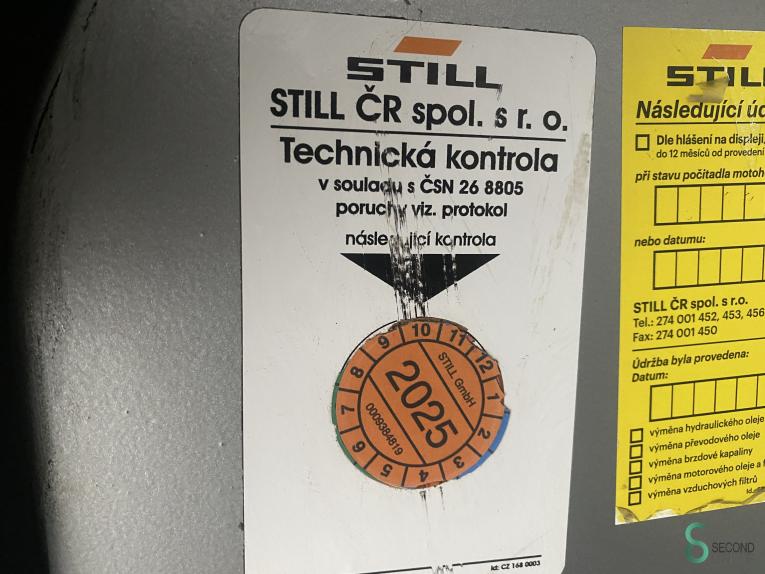 STILL
STILL ČR spol. s r. o.
Technická kontrola
v souladu s ČSN 26 8805
poruchy viz. protokol
následující kontrola
10
11
12
1
2
3
4
5
6
7
8
9
STILL GmbH
2025
0009384819
Id: CZ 168 0003
STILL
Následující úd
Dle hlášení na displeji,
do 12 měsíců od provedení
při stavu počítadla motoh
nebo datumu:
STILL ČR spol. s r.o.
Tel.: 274 001 452, 453, 456
Fax: 274 001 450
Údržba byla provedena:
Datum:
výměna hydraulického oleje
výměna převodového oleje
výměna brzdové kapaliny
výměna motorového oleje a f
výměna vzduchových filtrů
SECOND